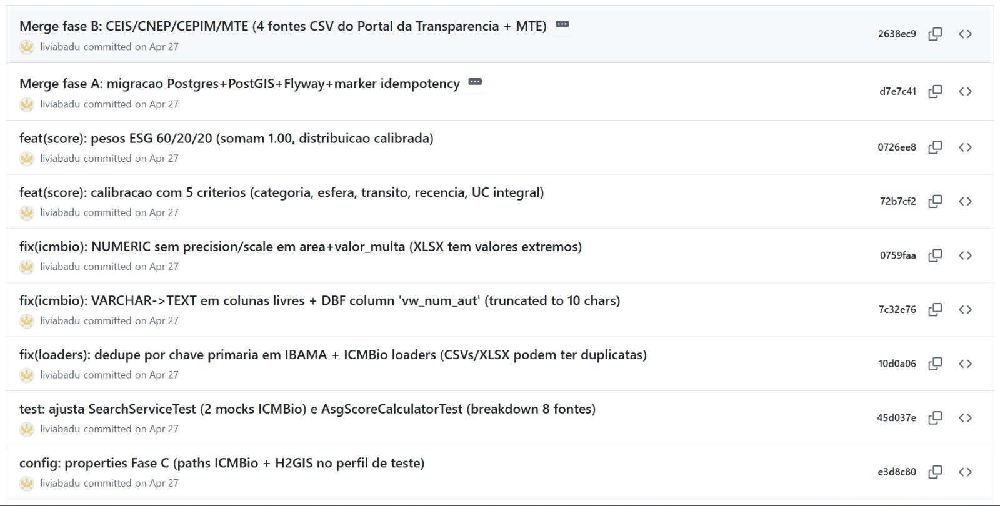 Merge fase B: CEIS/CNEP/CEPIM/MTE (4 fontes CSV do Portal da Transparencia + MTE)
liviabadu committed on Apr 27
2638ec9
Merge fase A: migracao Postgres+PostGIS+Flyway+marker idempotency
liviabadu committed on Apr 27
d7e7c41
feat(score): pesos ESG 60/20/20 (somam 1.00, distribuicao calibrada)
liviabadu committed on Apr 27
0726ee8
feat(score): calibracao com 5 criterios (categoria, esfera, transito, recencia, UC integral)
liviabadu committed on Apr 27
72b7cf2
fix(icmbio): NUMERIC sem precision/scale em area+valor_multa (XLSX tem valores extremos)
liviabadu committed on Apr 27
0759faa
fix(icmbio): VARCHAR->TEXT em colunas livres + DBF column 'vw_num_aut' (truncated to 10 chars)
liviabadu committed on Apr 27
7c32e76
fix(loaders): dedupe por chave primaria em IBAMA + ICMBio loaders (CSVs/XLSX podem ter duplicatas)
liviabadu committed on Apr 27
10d0a06
test: ajusta SearchServiceTest (2 mocks ICMBio) e AsgScoreCalculatorTest (breakdown 8 fontes)
liviabadu committed on Apr 27
45d037e
config: properties Fase C (paths ICMBio + H2GIS no perfil de teste)
liviabadu committed on Apr 27
e3d8c80